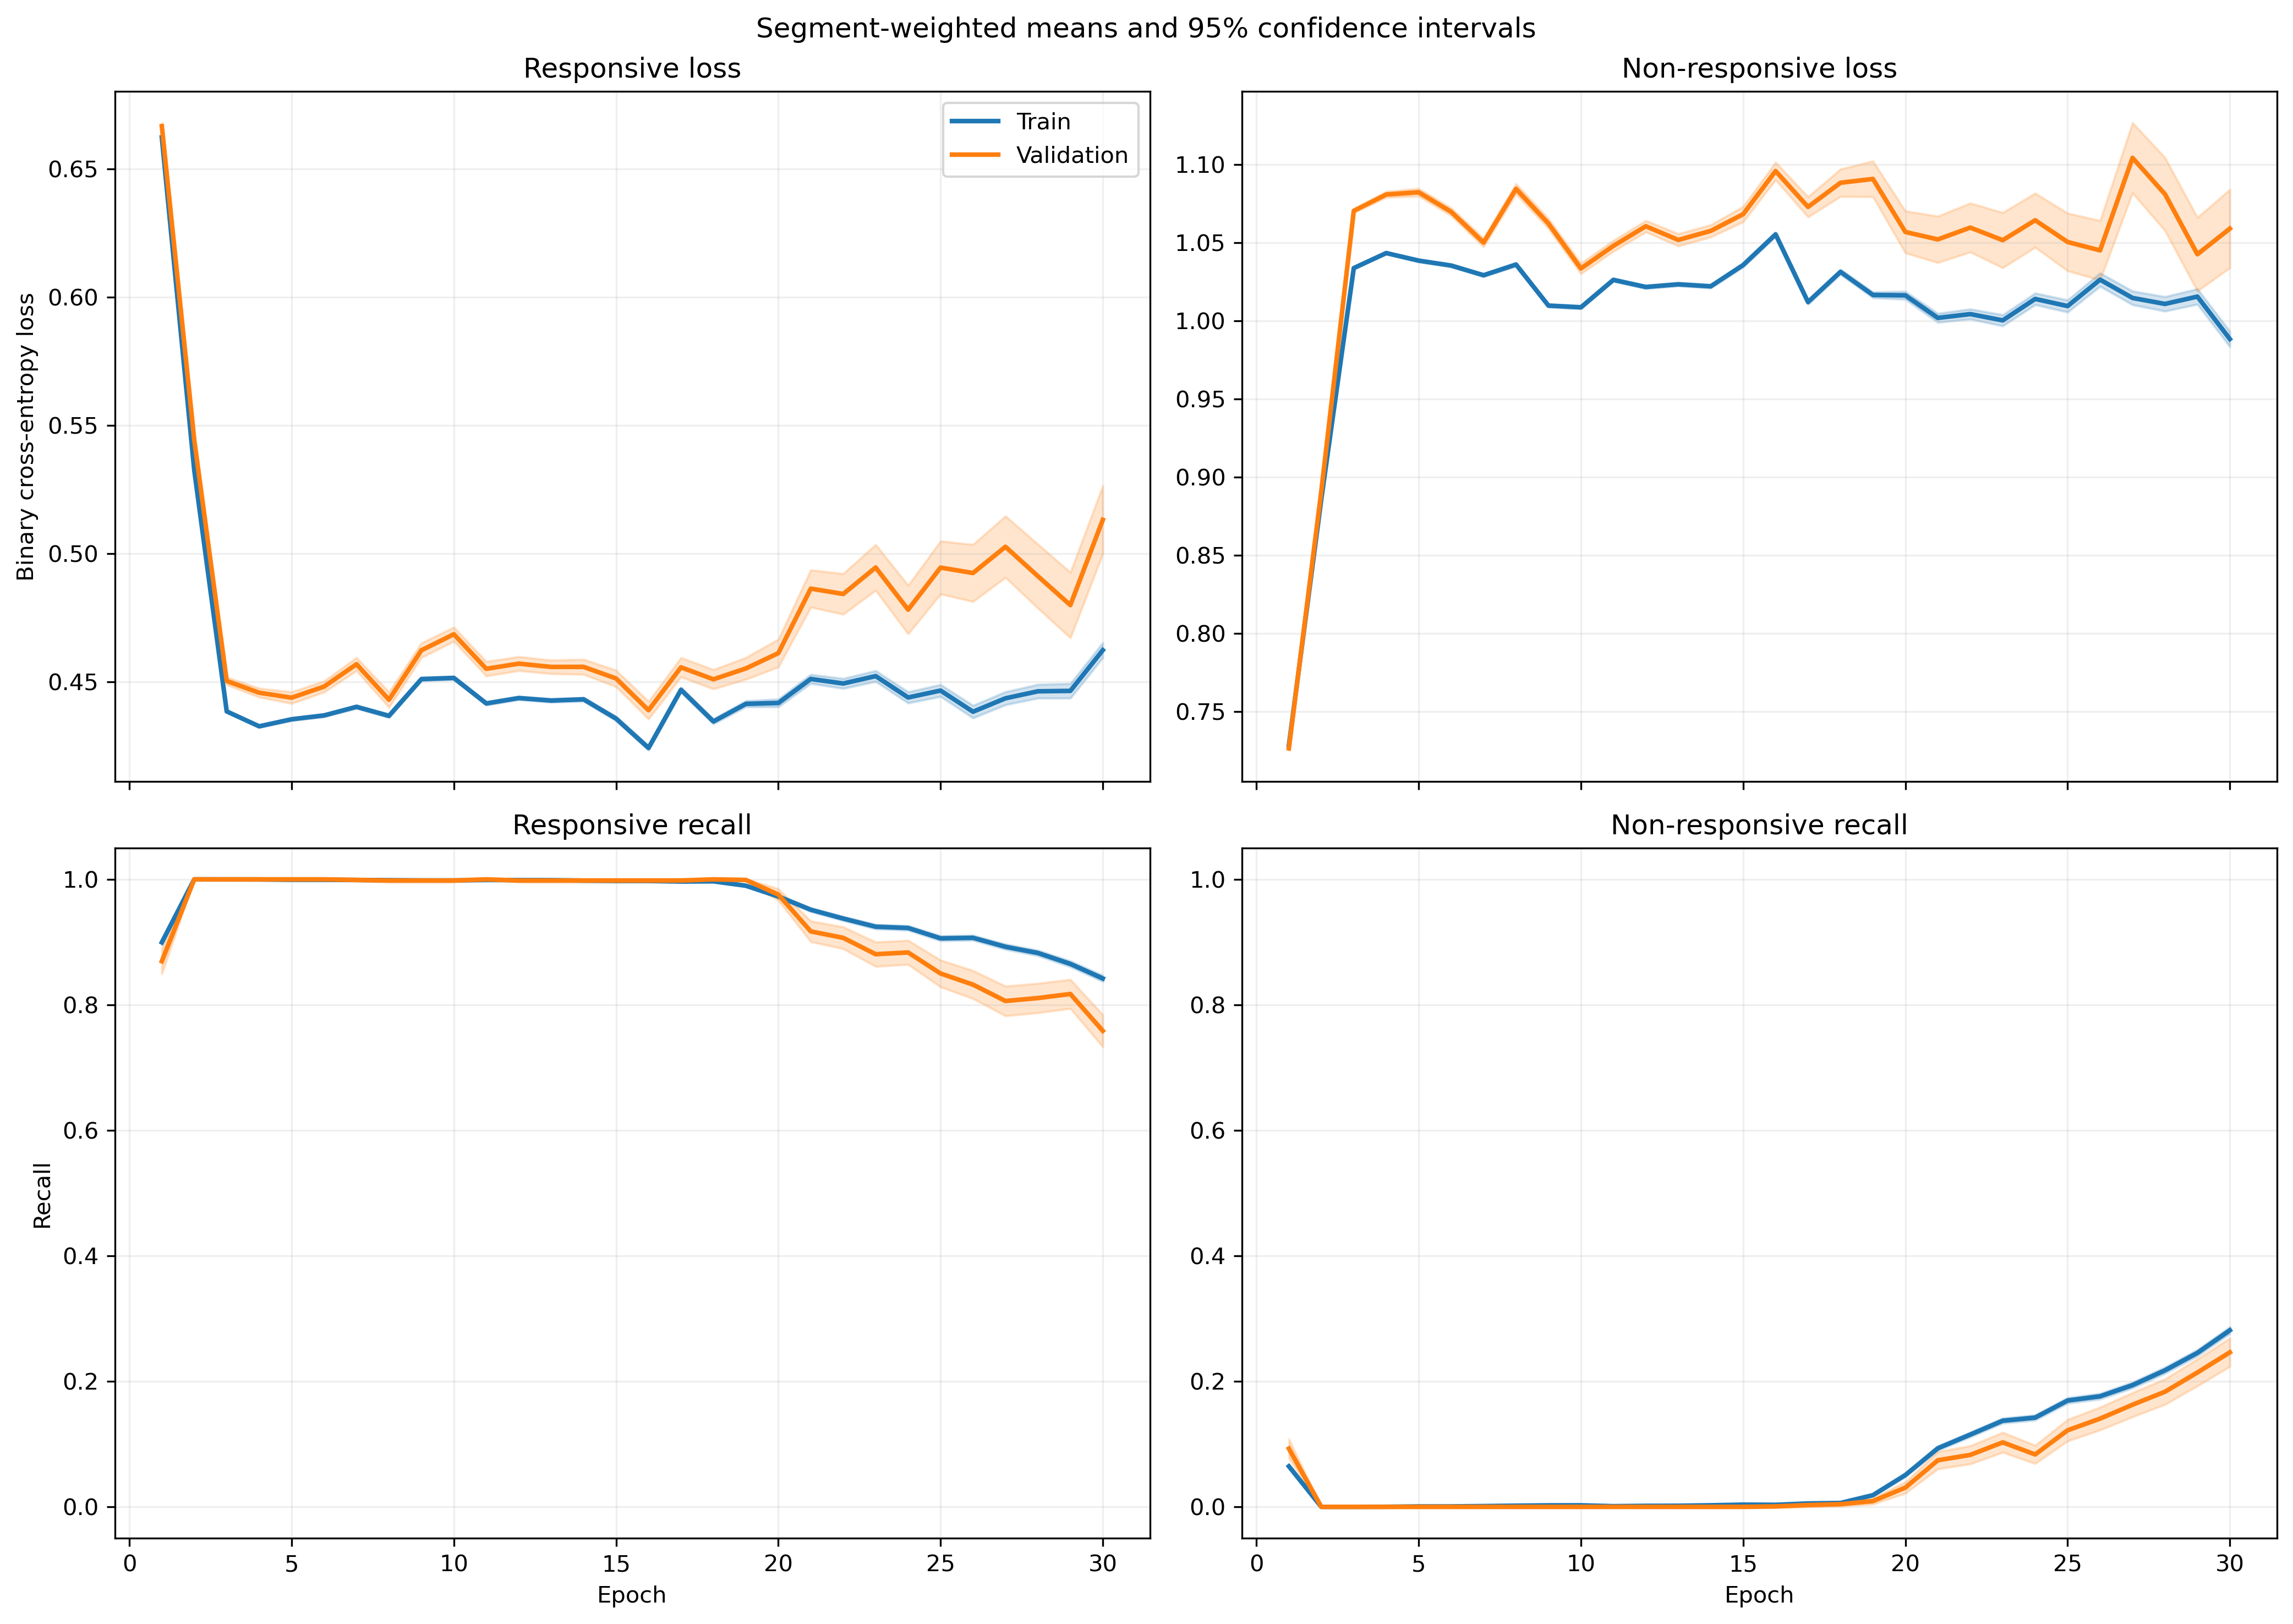 Segment-weighted means and 95% confidence intervals
Responsive loss
Non-responsive loss
Train
Validation
0.65
0.60
0.55
0.50
0.45
Binary cross-entropy loss
1.10
1.05
1.00
0.95
0.90
0.85
0.80
0.75
Responsive recall
Non-responsive recall
1.0
0.8
0.6
0.4
0.2
0.0
Recall
1.0
0.8
0.6
0.4
0.2
0.0
0 5 10 15 20 25 30
0 5 10 15 20 25 30
Epoch
Epoch